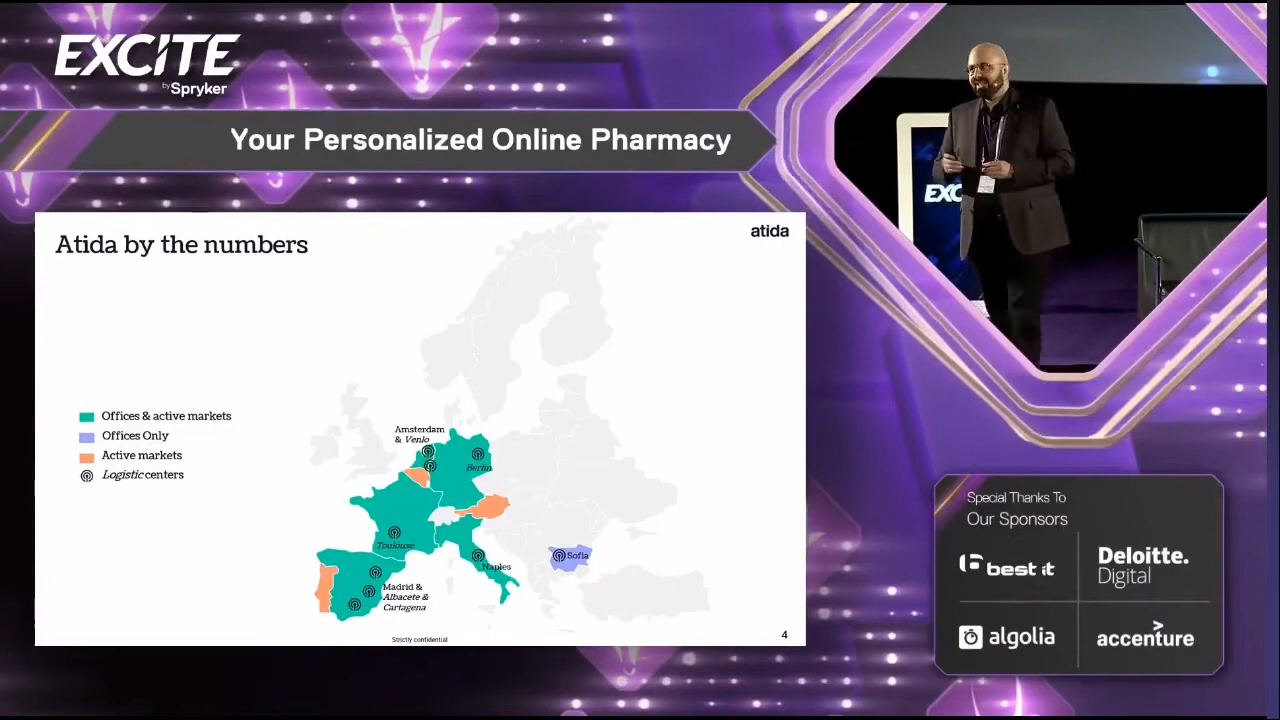 EXCITE
by Spryker
Your Personalized Online Pharmacy
Atida by the numbers
atida
Offices & active markets
Offices Only
Active markets
Logistic centers
Amsterdam
& Venlo
Berlin
Toulouse
Naples
Sofia
Madrid &
Albacete &
Cartagena
Strictly confidential
4
EXC
Special Thanks To
Our Sponsors
best it
Deloitte.
Digital
algolia
accenture